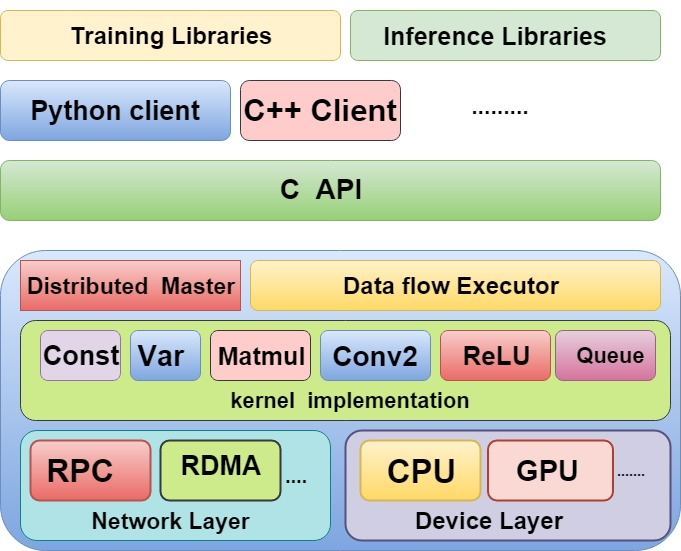 Training Libraries
Inference Libraries
Python client
C++ Client
.........
C API
Distributed Master
Data flow Executor
Const
Var
Matmul
Conv2
ReLU
Queue
kernel implementation
RPC
RDMA
....
Network Layer
CPU
GPU
.......
Device Layer